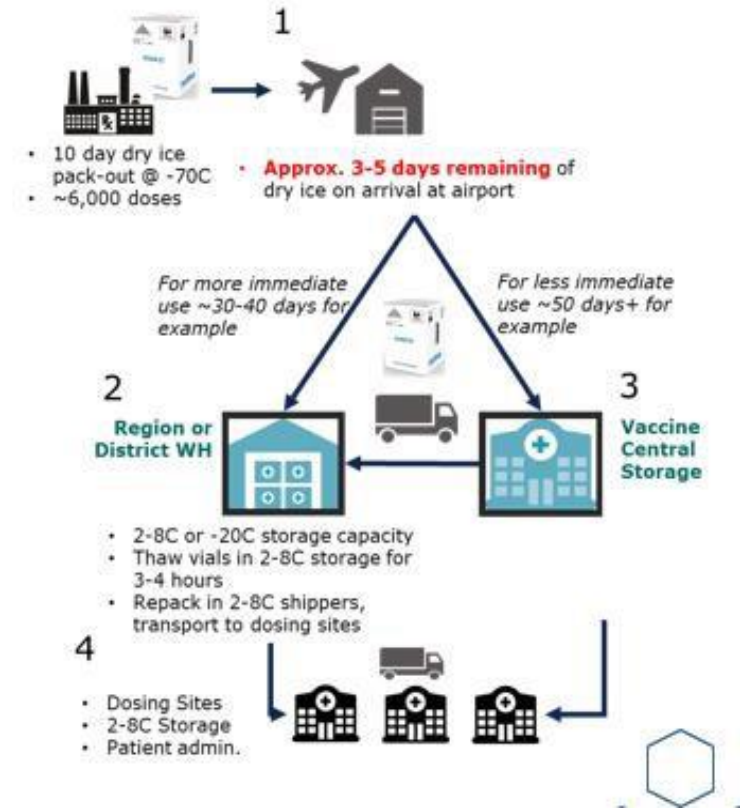 1
• 10 day dry ice
pack-out @ -70C
• ~6,000 doses
• Approx. 3-5 days remaining of
dry ice on arrival at airport
For more immediate
use ~30-40 days for
example
For less immediate
use ~50 days+ for
example
2
Region or
District WH
3
Vaccine
Central
Storage
• 2-8C or -20C storage capacity
• Thaw vials in 2-8C storage for
3-4 hours
• Repack in 2-8C shippers,
transport to dosing sites
4
• Dosing Sites
• 2-8C Storage
• Patient admin.